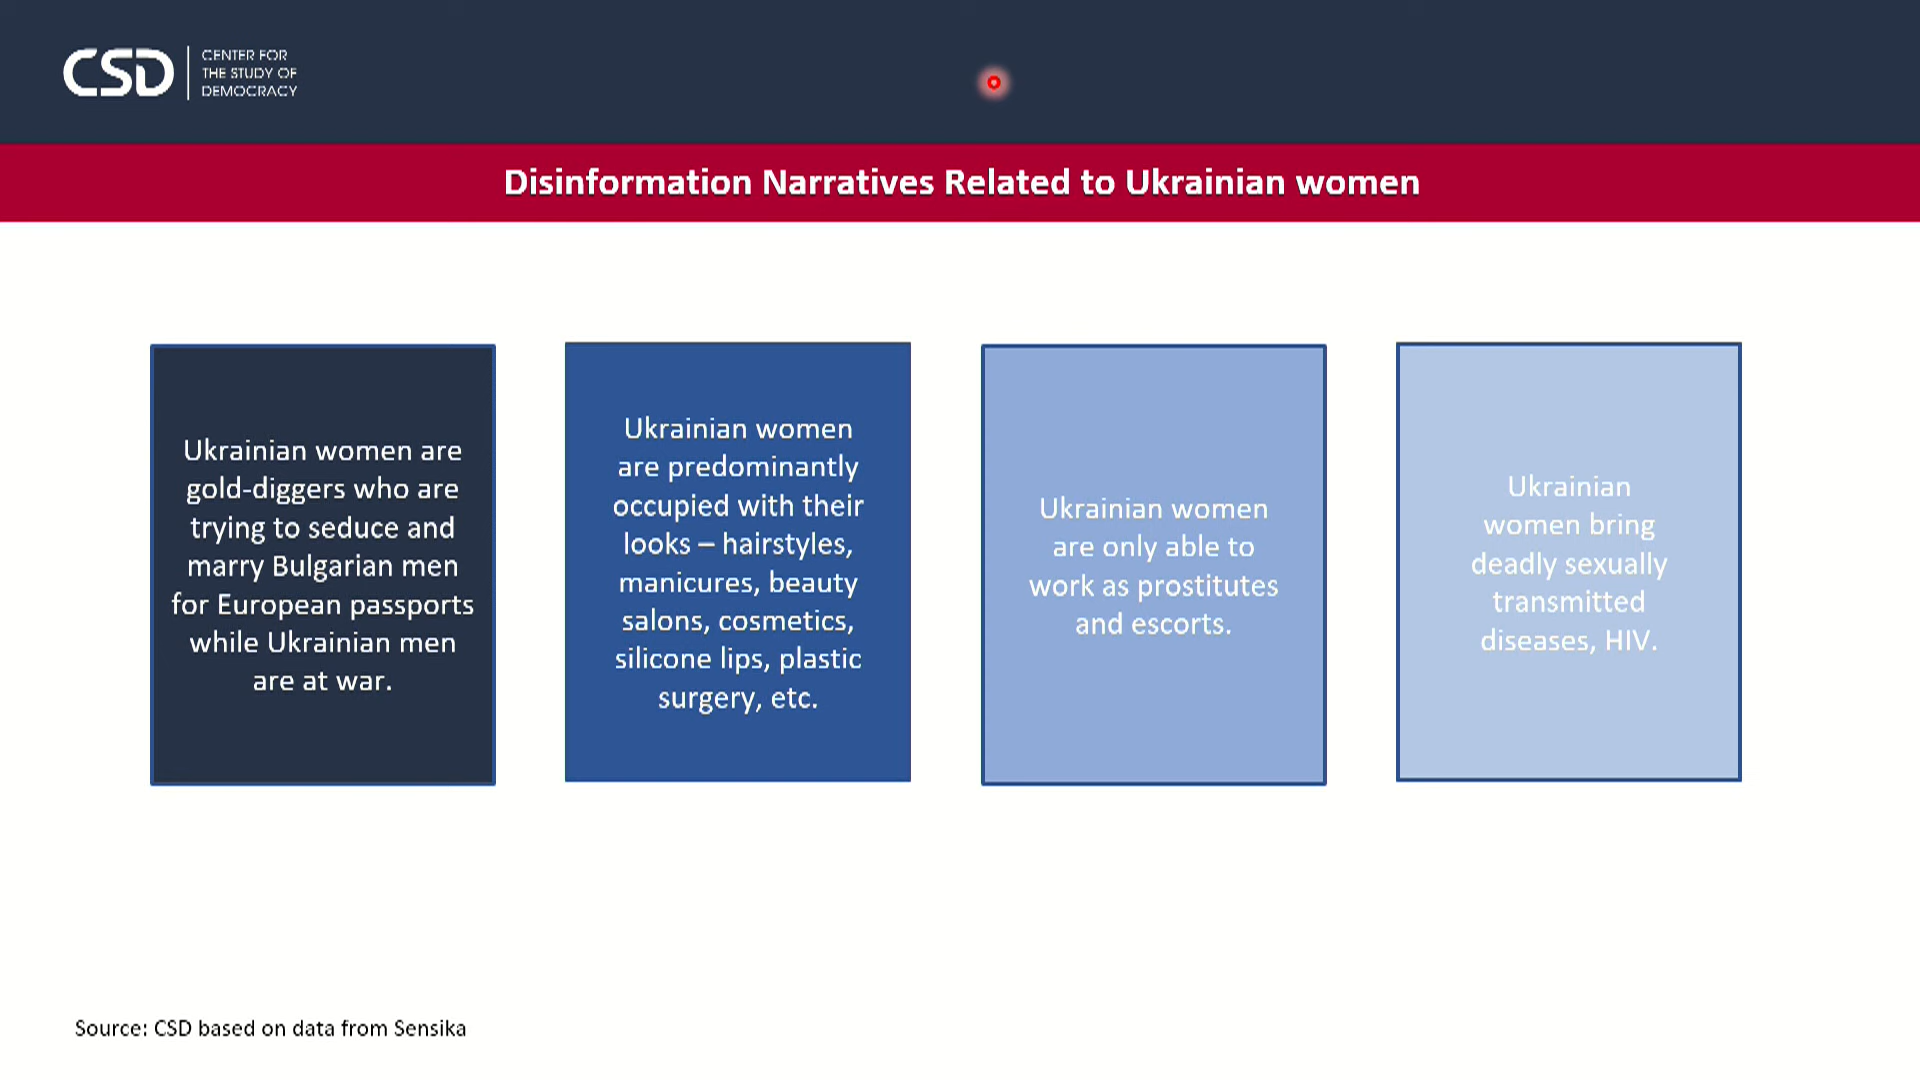 CSD
CENTER FOR
THE STUDY OF
DEMOCRACY
Disinformation Narratives Related to Ukrainian women
Ukrainian women are
gold-diggers who are
trying to seduce and
marry Bulgarian men
for European passports
while Ukrainian men
are at war.
Ukrainian women
are predominantly
occupied with their
looks – hairstyles,
manicures, beauty
salons, cosmetics,
silicone lips, plastic
surgery, etc.
Ukrainian women
are only able to
work as prostitutes
and escorts.
Ukrainian
women bring
deadly sexually
transmitted
diseases, HIV.
Source: CSD based on data from Sensika